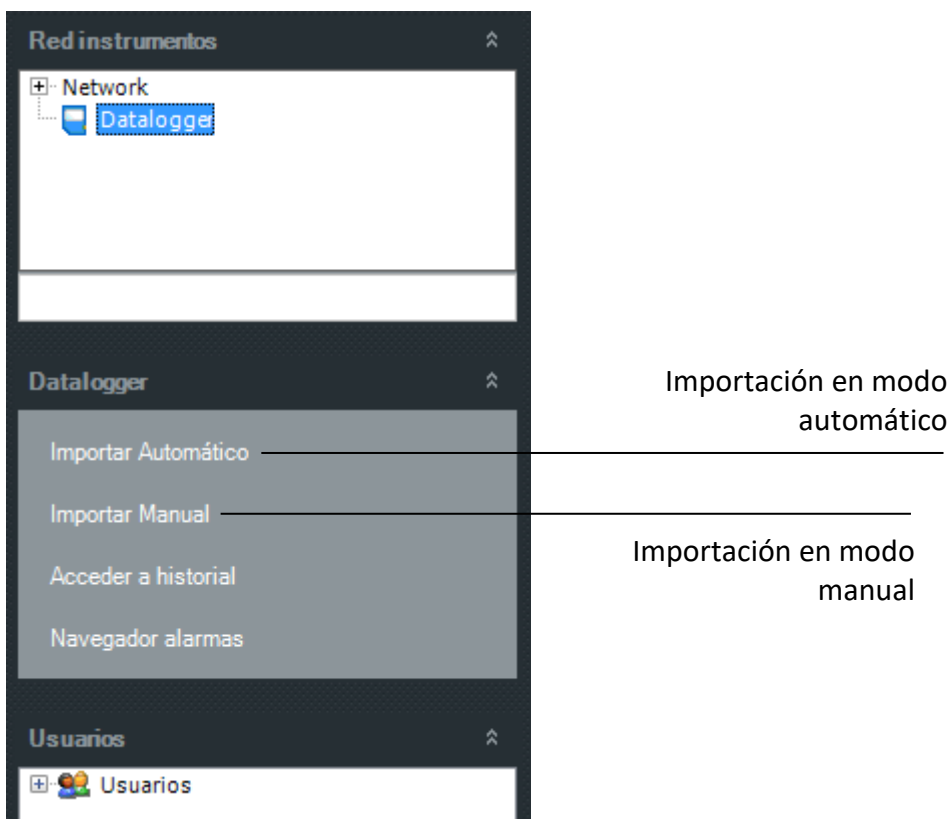 Red instrumentos
Network
Datalogger
Datalogger
Importar Automático
Importación en modo
automático
Importar Manual
Importación en modo
manual
Acceder a historial
Navegador alarmas
Usuarios
Usuarios